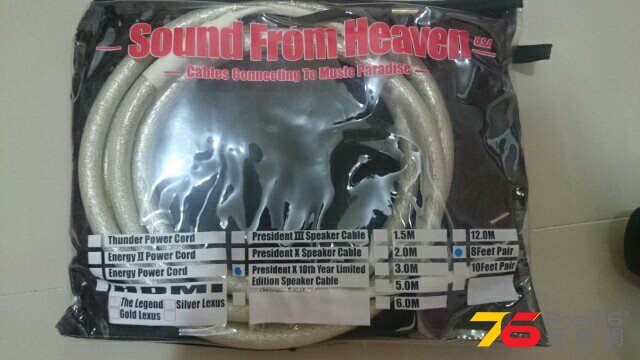 Sound From Heaven USA
Cables Connecting To Music Paradise
President III Speaker Cable 1.5M 12.0M
Thunder Power Cord
President X Speaker Cable 2.0M 8Feet Pair
Energy II Power Cord
President X 10th Year Limited 3.0M 10Feet Pair
Energy Power Cord
Edition Speaker Cable 5.0M
HDMI
The Legend Silver Lexus 6.0M
Gold Lexus
76